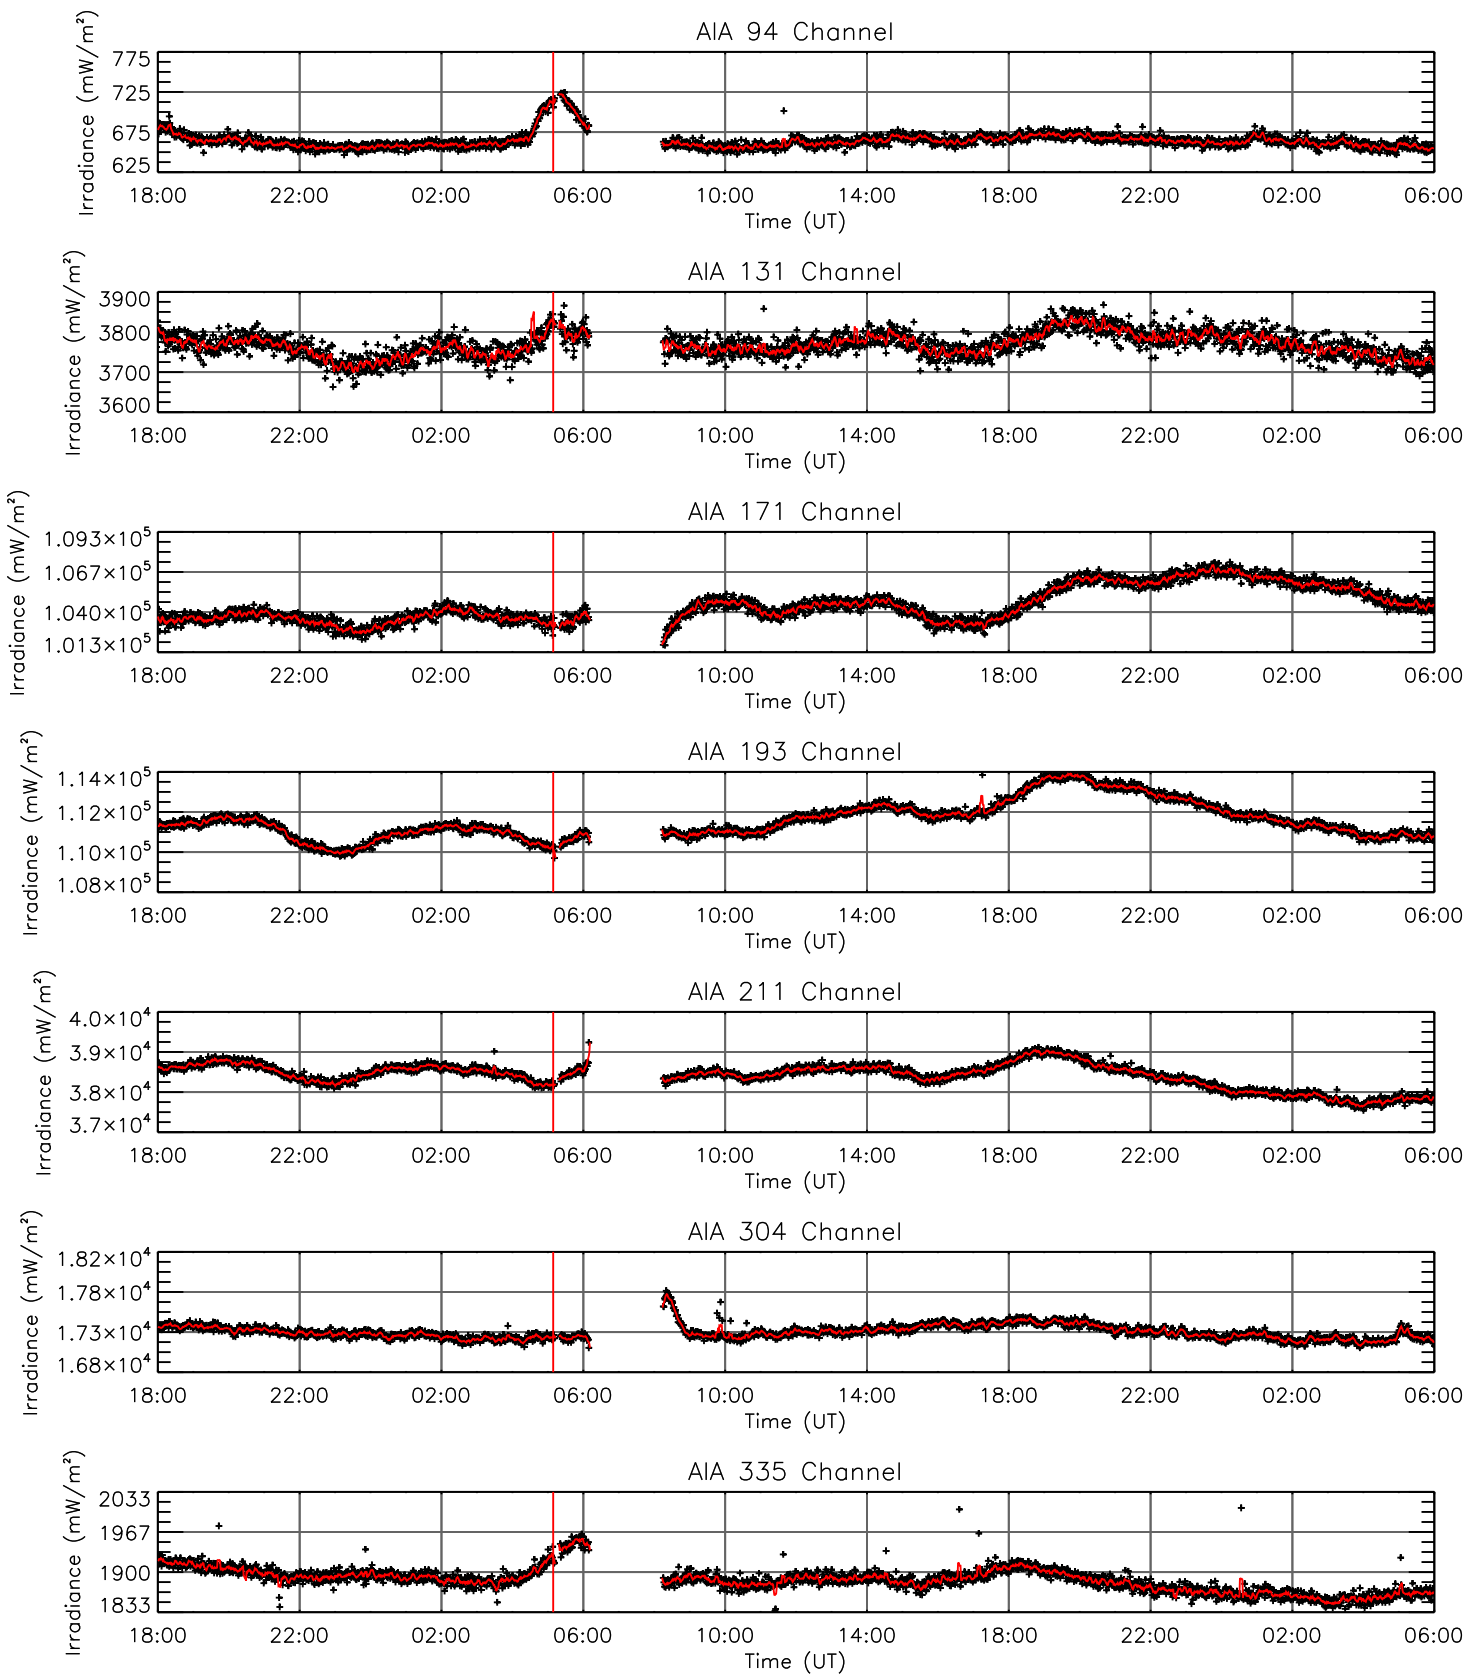 AIA 94 Channel
Irradiance (mW/m²)
775
725
675
625
18:00 22:00 02:00 06:00 10:00 14:00 18:00 22:00 02:00 06:00
Time (UT)
AIA 131 Channel
Irradiance (mW/m²)
3900
3800
3700
3600
18:00 22:00 02:00 06:00 10:00 14:00 18:00 22:00 02:00 06:00
Time (UT)
AIA 171 Channel
Irradiance (mW/m²)
1.093×10⁵
1.067×10⁵
1.040×10⁵
1.013×10⁵
18:00 22:00 02:00 06:00 10:00 14:00 18:00 22:00 02:00 06:00
Time (UT)
AIA 193 Channel
Irradiance (mW/m²)
1.14×10⁵
1.12×10⁵
1.10×10⁵
1.08×10⁵
18:00 22:00 02:00 06:00 10:00 14:00 18:00 22:00 02:00 06:00
Time (UT)
AIA 211 Channel
Irradiance (mW/m²)
4.0×10⁴
3.9×10⁴
3.8×10⁴
3.7×10⁴
18:00 22:00 02:00 06:00 10:00 14:00 18:00 22:00 02:00 06:00
Time (UT)
AIA 304 Channel
Irradiance (mW/m²)
1.82×10⁴
1.78×10⁴
1.73×10⁴
1.68×10⁴
18:00 22:00 02:00 06:00 10:00 14:00 18:00 22:00 02:00 06:00
Time (UT)
AIA 335 Channel
Irradiance (mW/m²)
2033
1967
1900
1833
18:00 22:00 02:00 06:00 10:00 14:00 18:00 22:00 02:00 06:00
Time (UT)